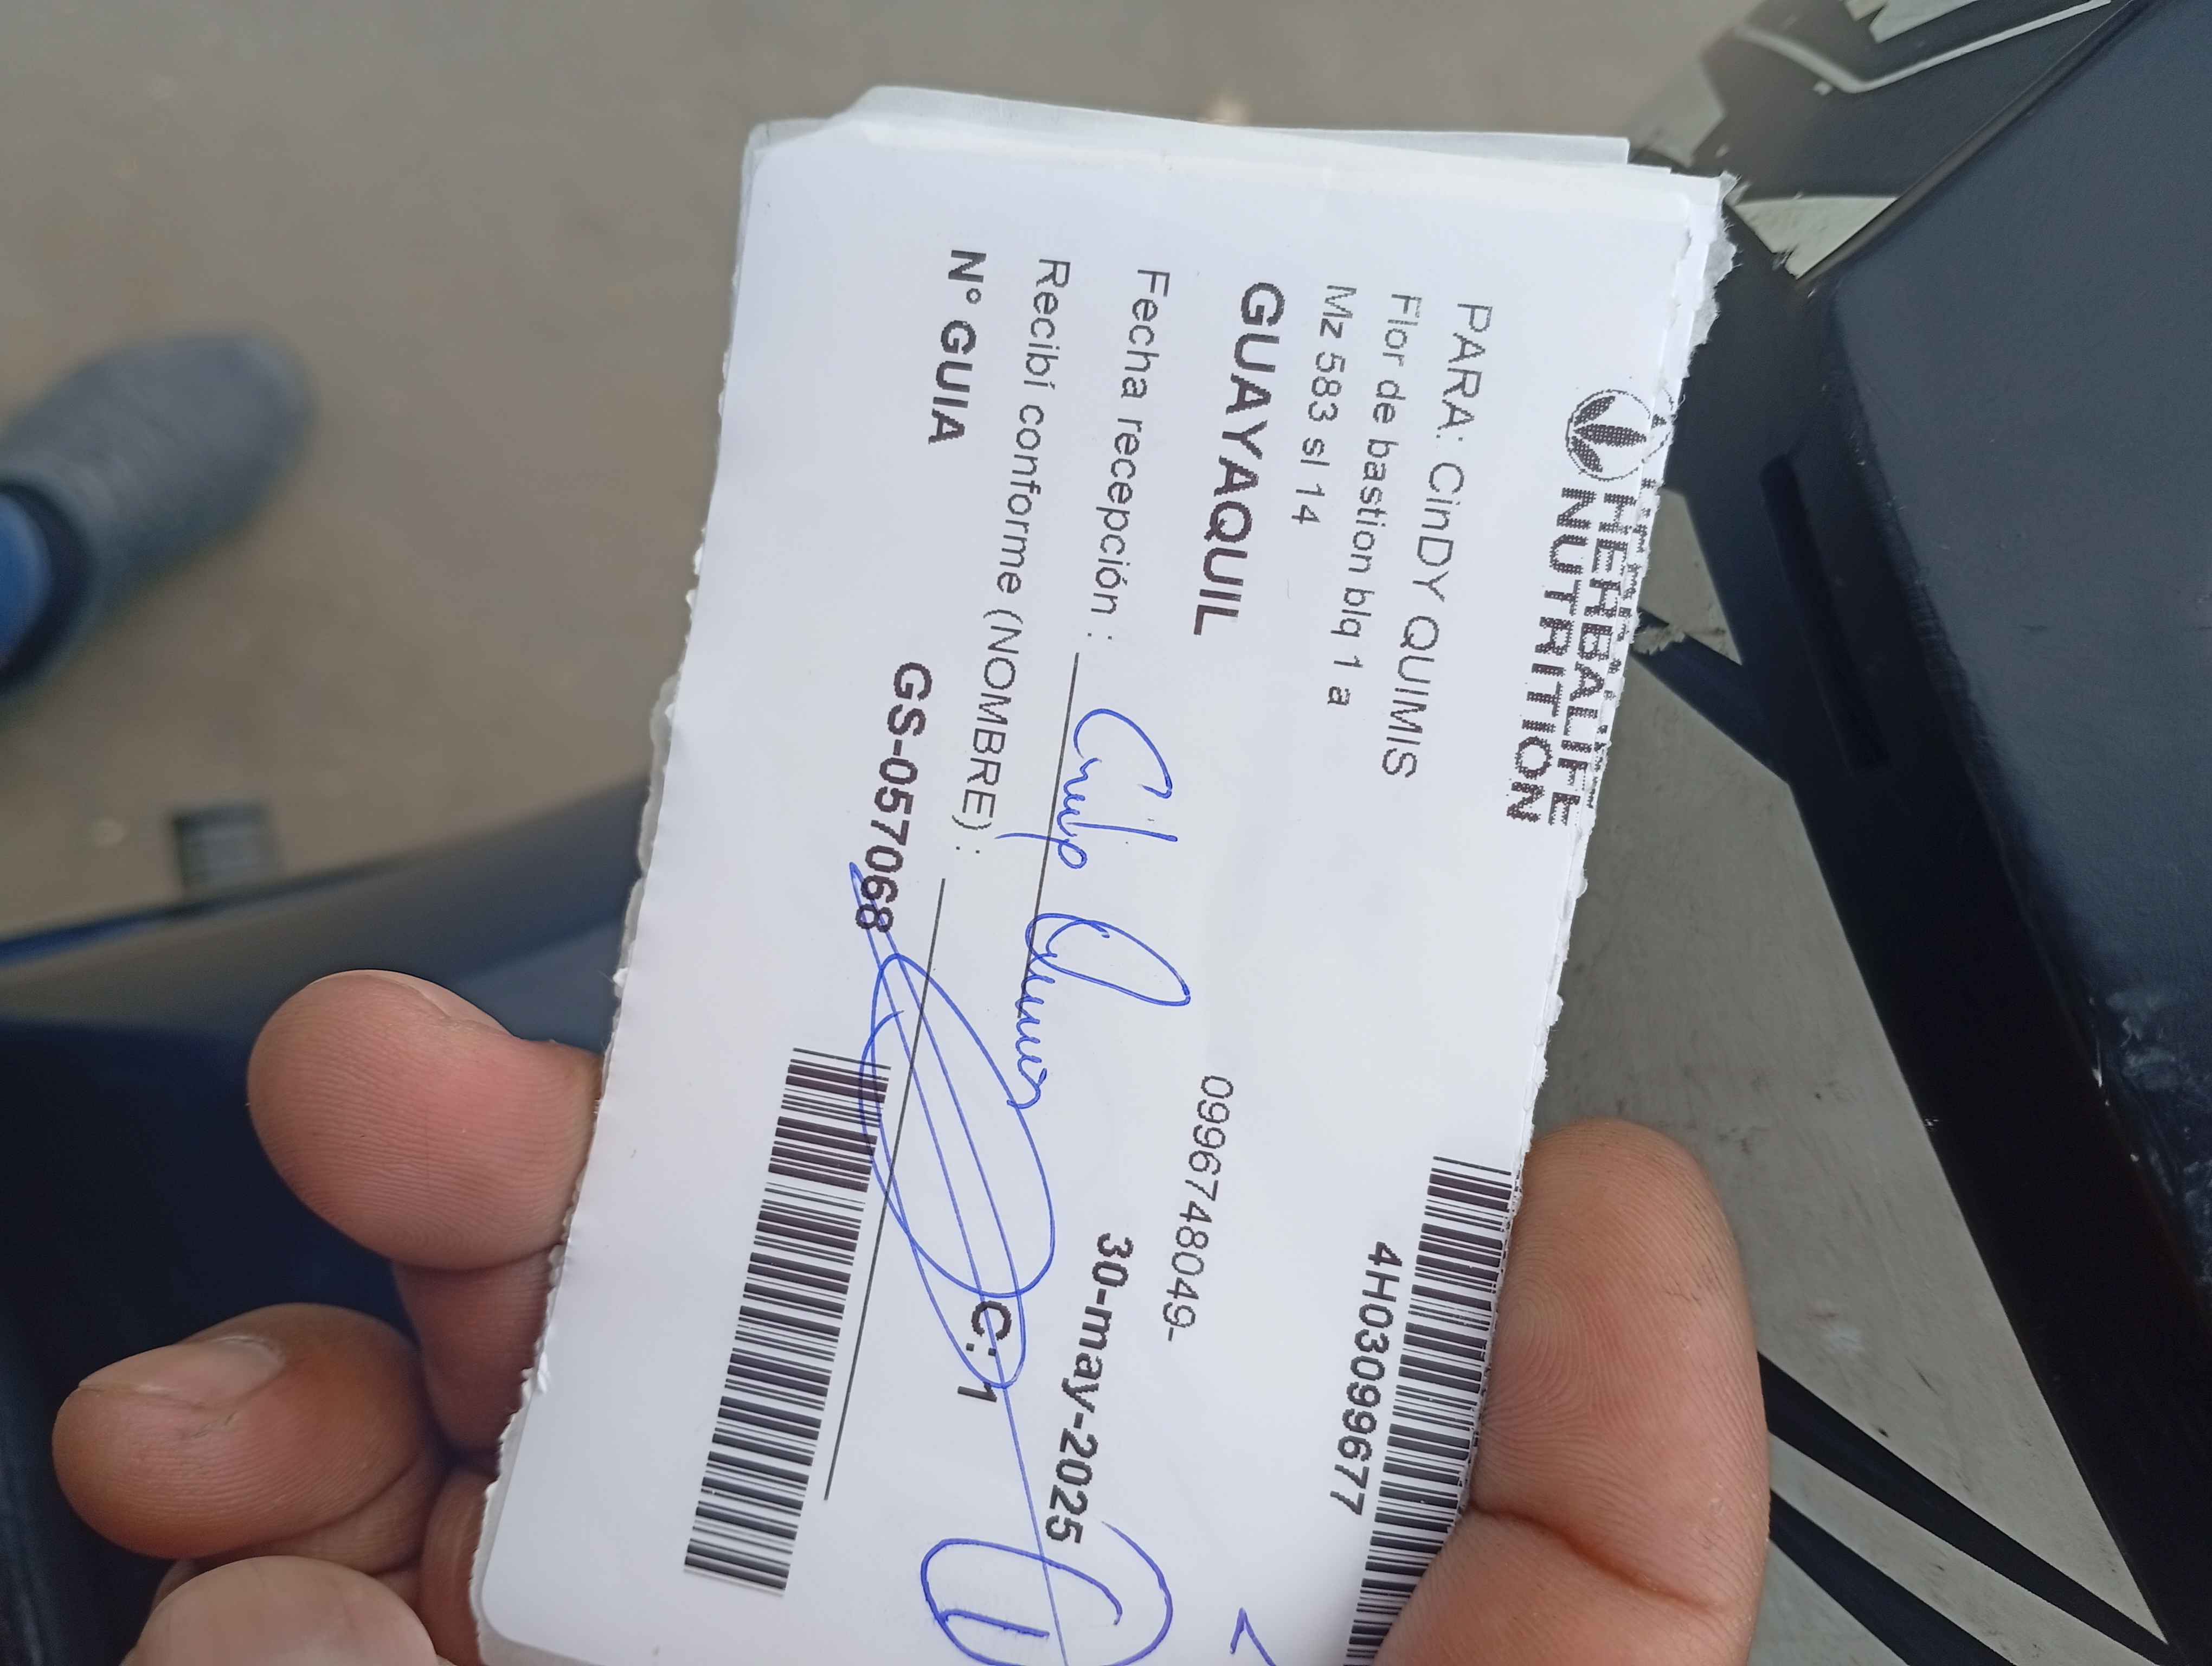 HERBALIFE
NUTRITION
4H03099677
PARA: CinDY QUIMIS
Flor de bastion blq 1 a
Mz 583 sl 14
GUAYAQUIL
0996748049-
Fecha recepción :
30-may-2025
Recibí conforme (NOMBRE) :
C: 1
N° GUIA
GS-057068